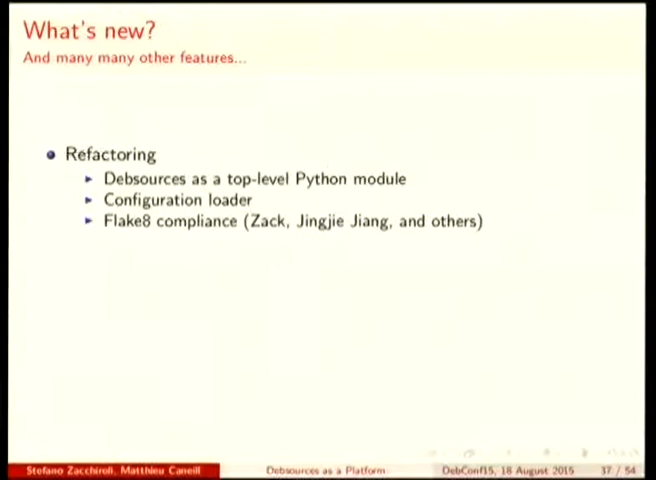 What's new?
And many many other features...
Refactoring
Debsources as a top-level Python module
Configuration loader
Flake8 compliance (Zack, Jingjie Jiang, and others)
Stefano Zacchiroli, Matthieu Caneill
Debsources as a Platform
DebConf15, 18 August 2015
37 / 54